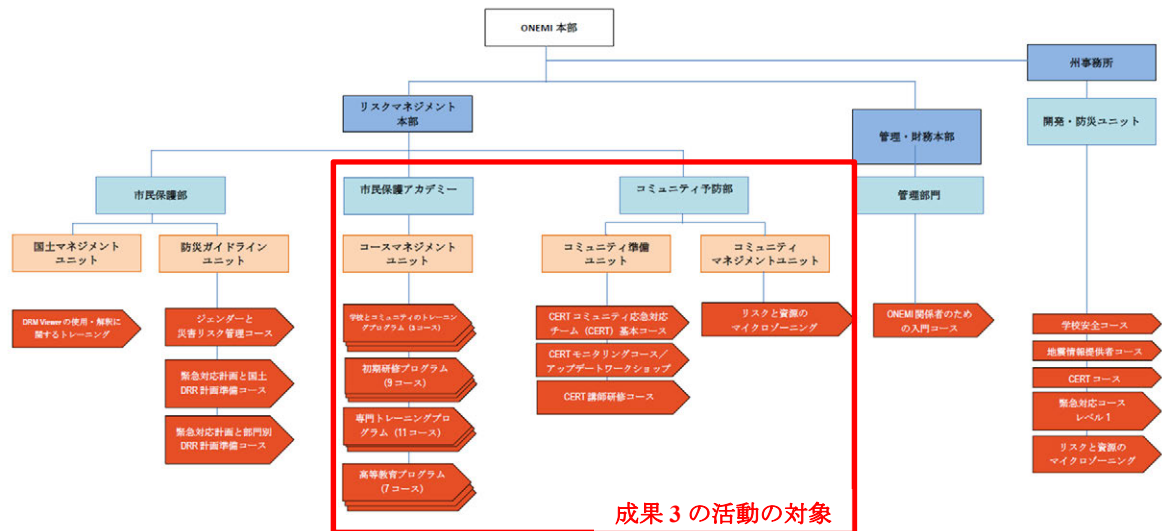 ONEMI 本部
州事務所
リスクマネジメント
本部
管理・財務本部
開発・防災ユニット
市民保護部
市民保護アカデミー
コミュニティ予防部
管理部門
国土マネジメント
ユニット
防災ガイドライン
ユニット
コースマネジメント
ユニット
コミュニティ準備
ユニット
コミュニティ
マネジメントユニット
DRM Viewer の使用・解釈に
関するトレーニング
ジェンダーと
災害リスク管理コース
緊急対応計画と国土
DRR 計画準備コース
緊急対応計画と部門別
DRR 計画準備コース
学校とコミュニティのトレーニ
ングプログラム（3 コース）
初期研修プログラム
(9 コース)
専門トレーニングプロ
グラム（11 コース）
高等教育プログラム
(7 コース)
CERT コミュニティ応急対応
チーム（CERT）基本コース
CERT モニタリングコース／
アップデートワークショップ
CERT 講師研修コース
リスクと資源の
マイクロゾーニング
ONEMI 関係者のため
の入門コース
学校安全コース
地震情報提供者コース
CERT コース
緊急対応コース
レベル 1
リスクと資源の
マイクロゾーニング
成果 3 の活動の対象